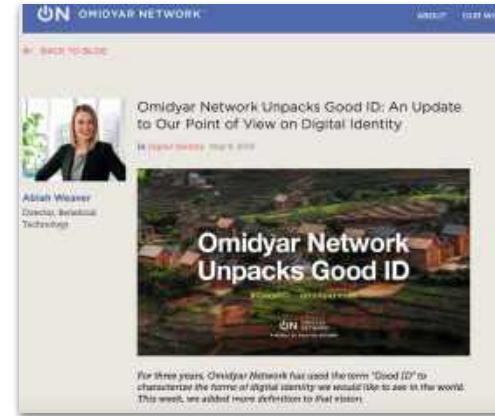 ON OMIDYAR NETWORK™
ABOUT
BACK TO BLOG
Omidyar Network Unpacks Good ID: An Update
to Our Point of View on Digital Identity
Abiah Weaver
Director, Beneficial
Technology
Omidyar Network
Unpacks Good ID
ON OMIDYAR
NETWORK
For three years, Omidyar Network has used the term "Good ID" to
characterize the forms of digital identity we would like to see in the world.
This week, we added more definition to that vision.